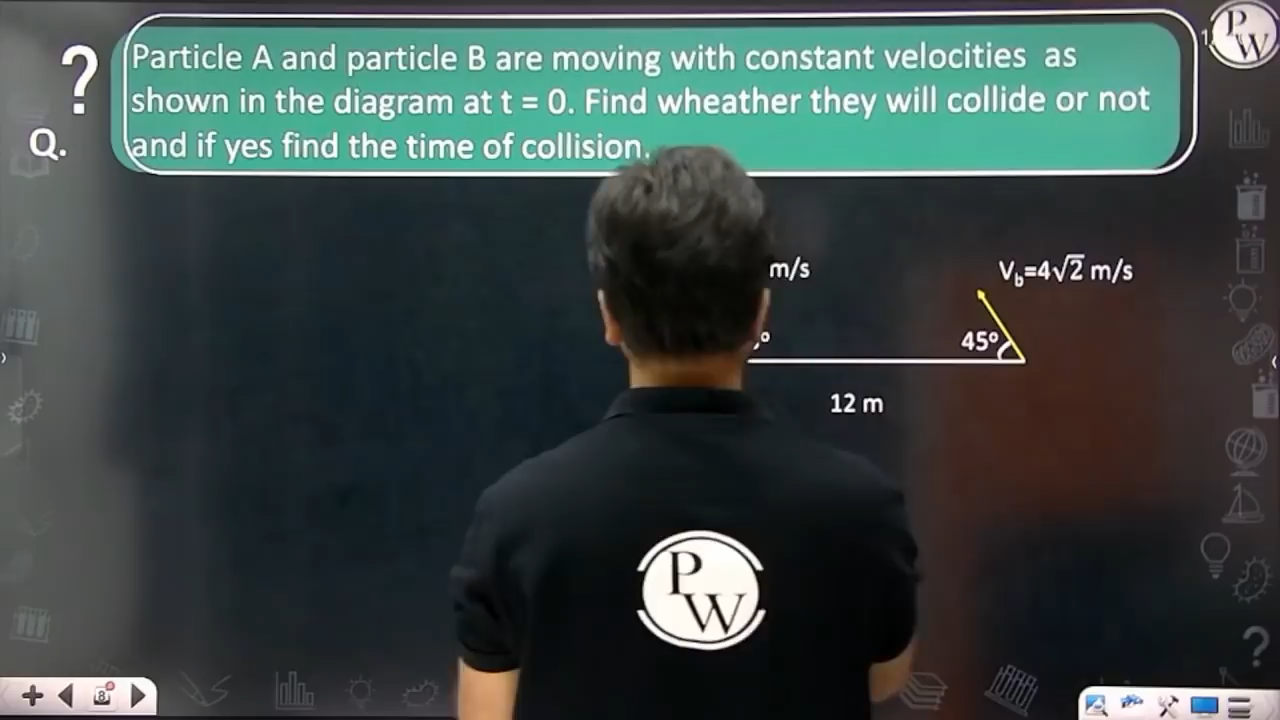 Particle A and particle B are moving with constant velocities as
shown in the diagram at t = 0. Find wheather they will collide or not
Q.
and if yes find the time of collision.
m/s
V_b=4√2 m/s
45°
12 m
P
W
P
W
8